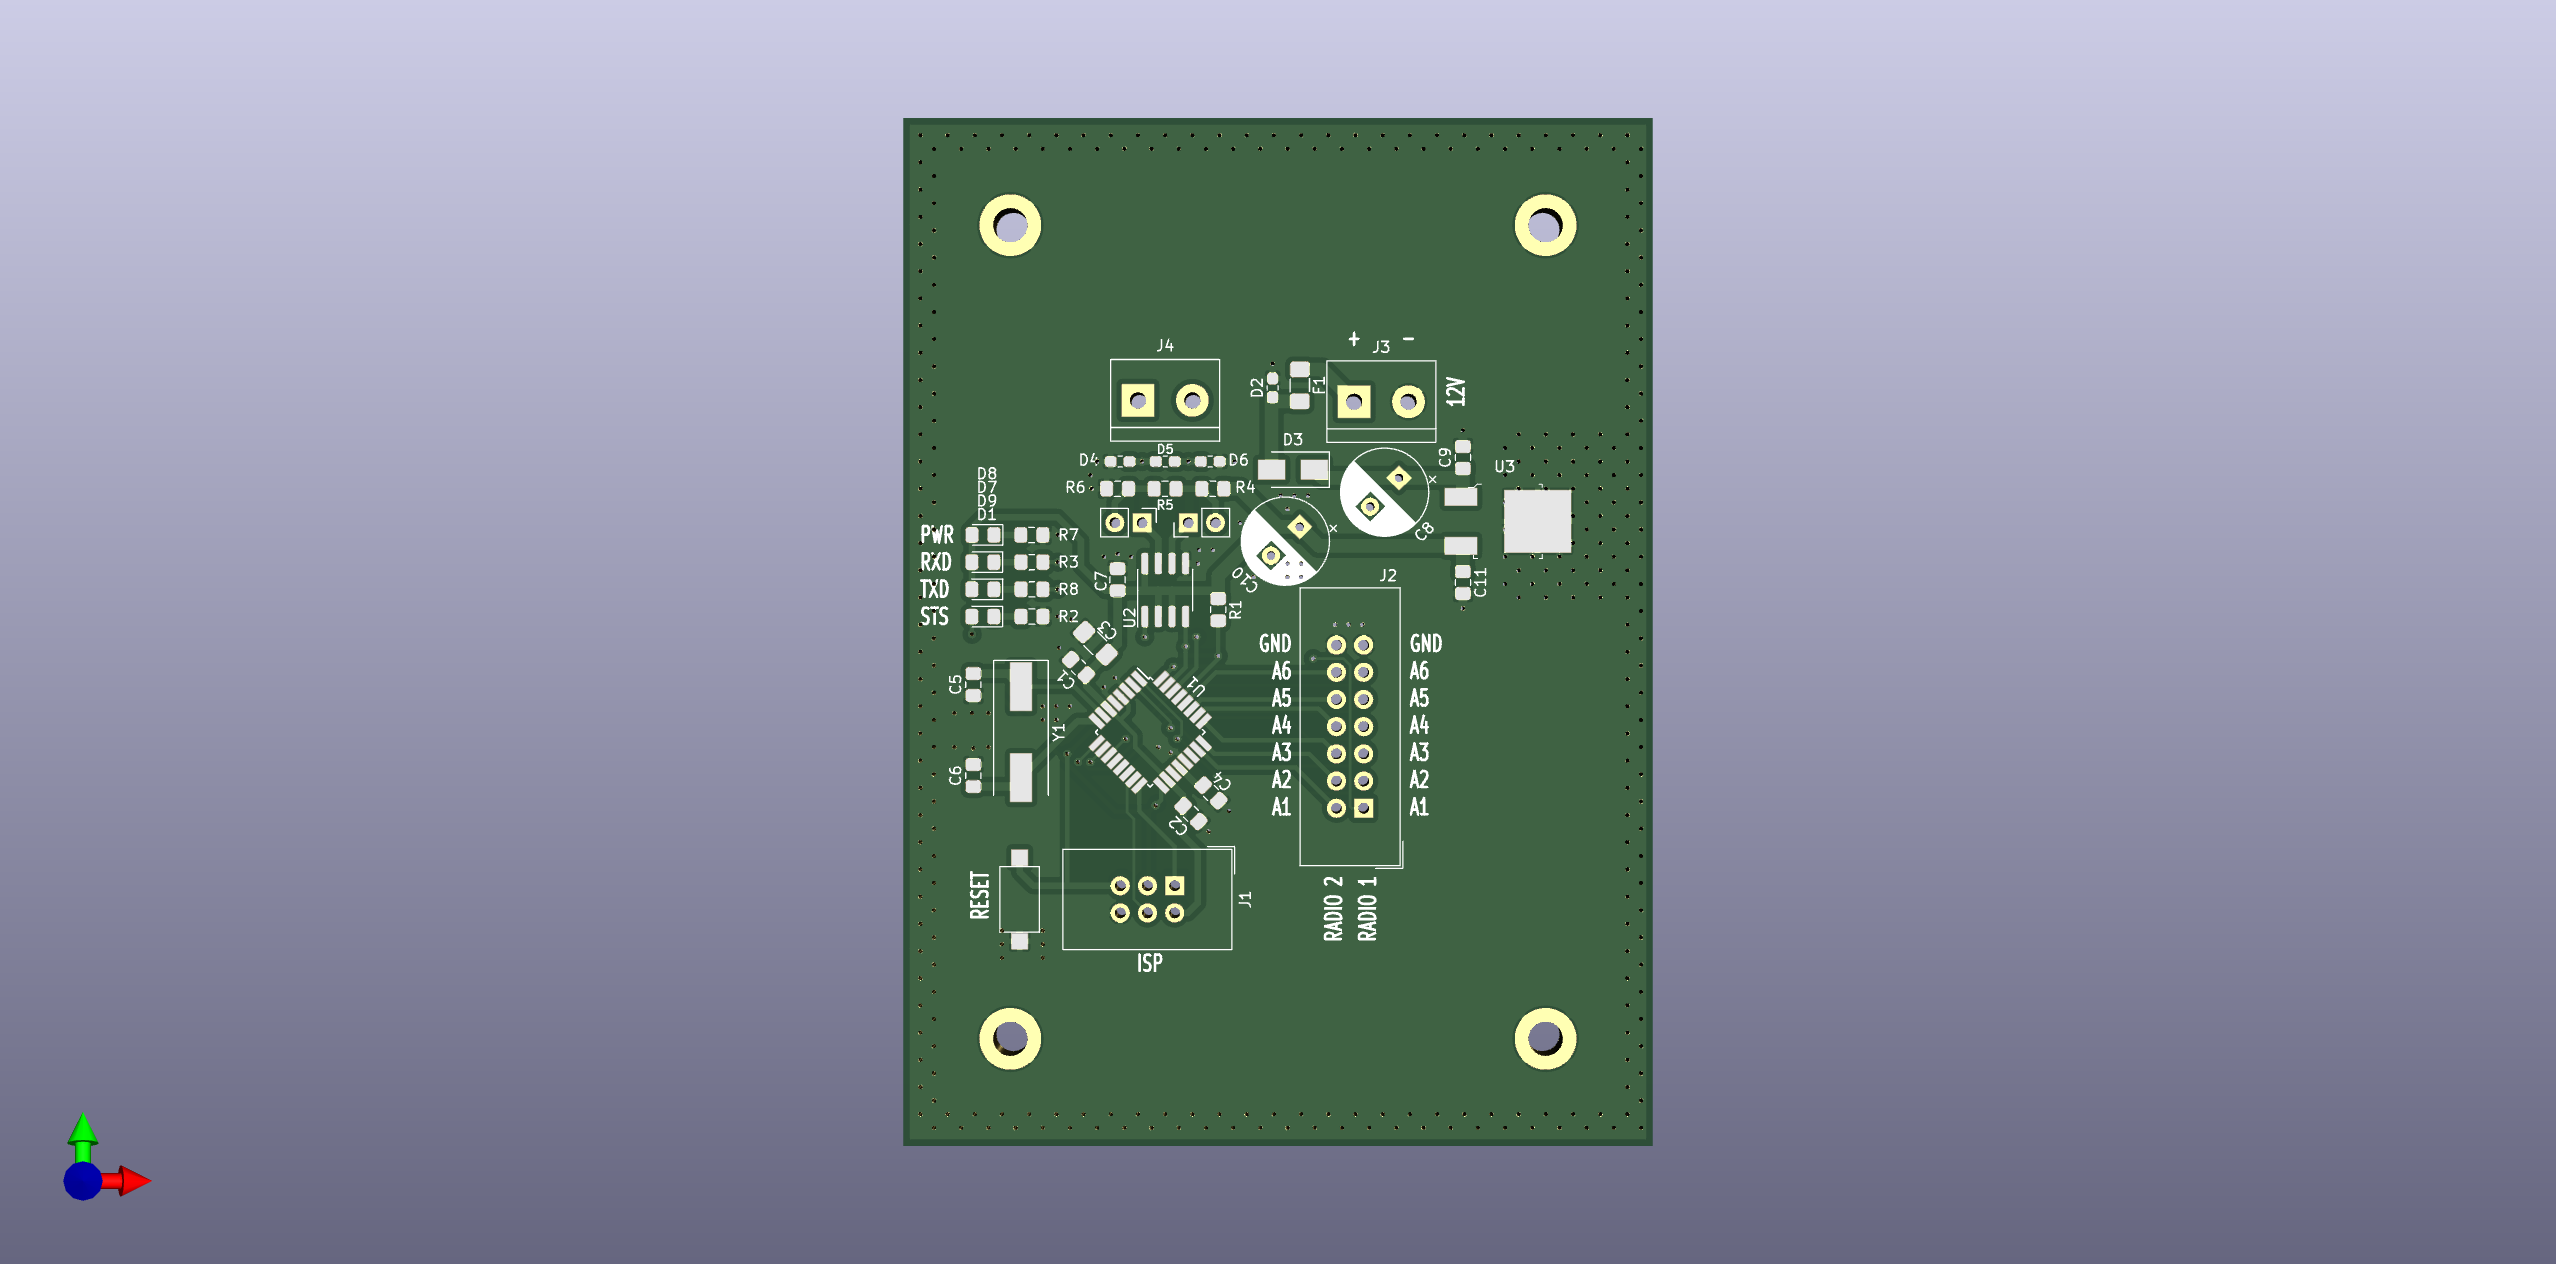 + -
J4
J3
D2
F1
12V
D5
D4
D6
D3
C9
U3
D8
D7
D9
D1
R6
R4
R5
PWR
R7
RXD
R3
TXD
R8
STS
R2
C8
C10
C7
C11
J2
U2
R1
C3
C1
U1
GND GND
A6 A6
A5 A5
A4 A4
A3 A3
A2 A2
A1 A1
C5
Y1
C6
C4
C2
RESET
J1
RADIO 2
RADIO 1
ISP